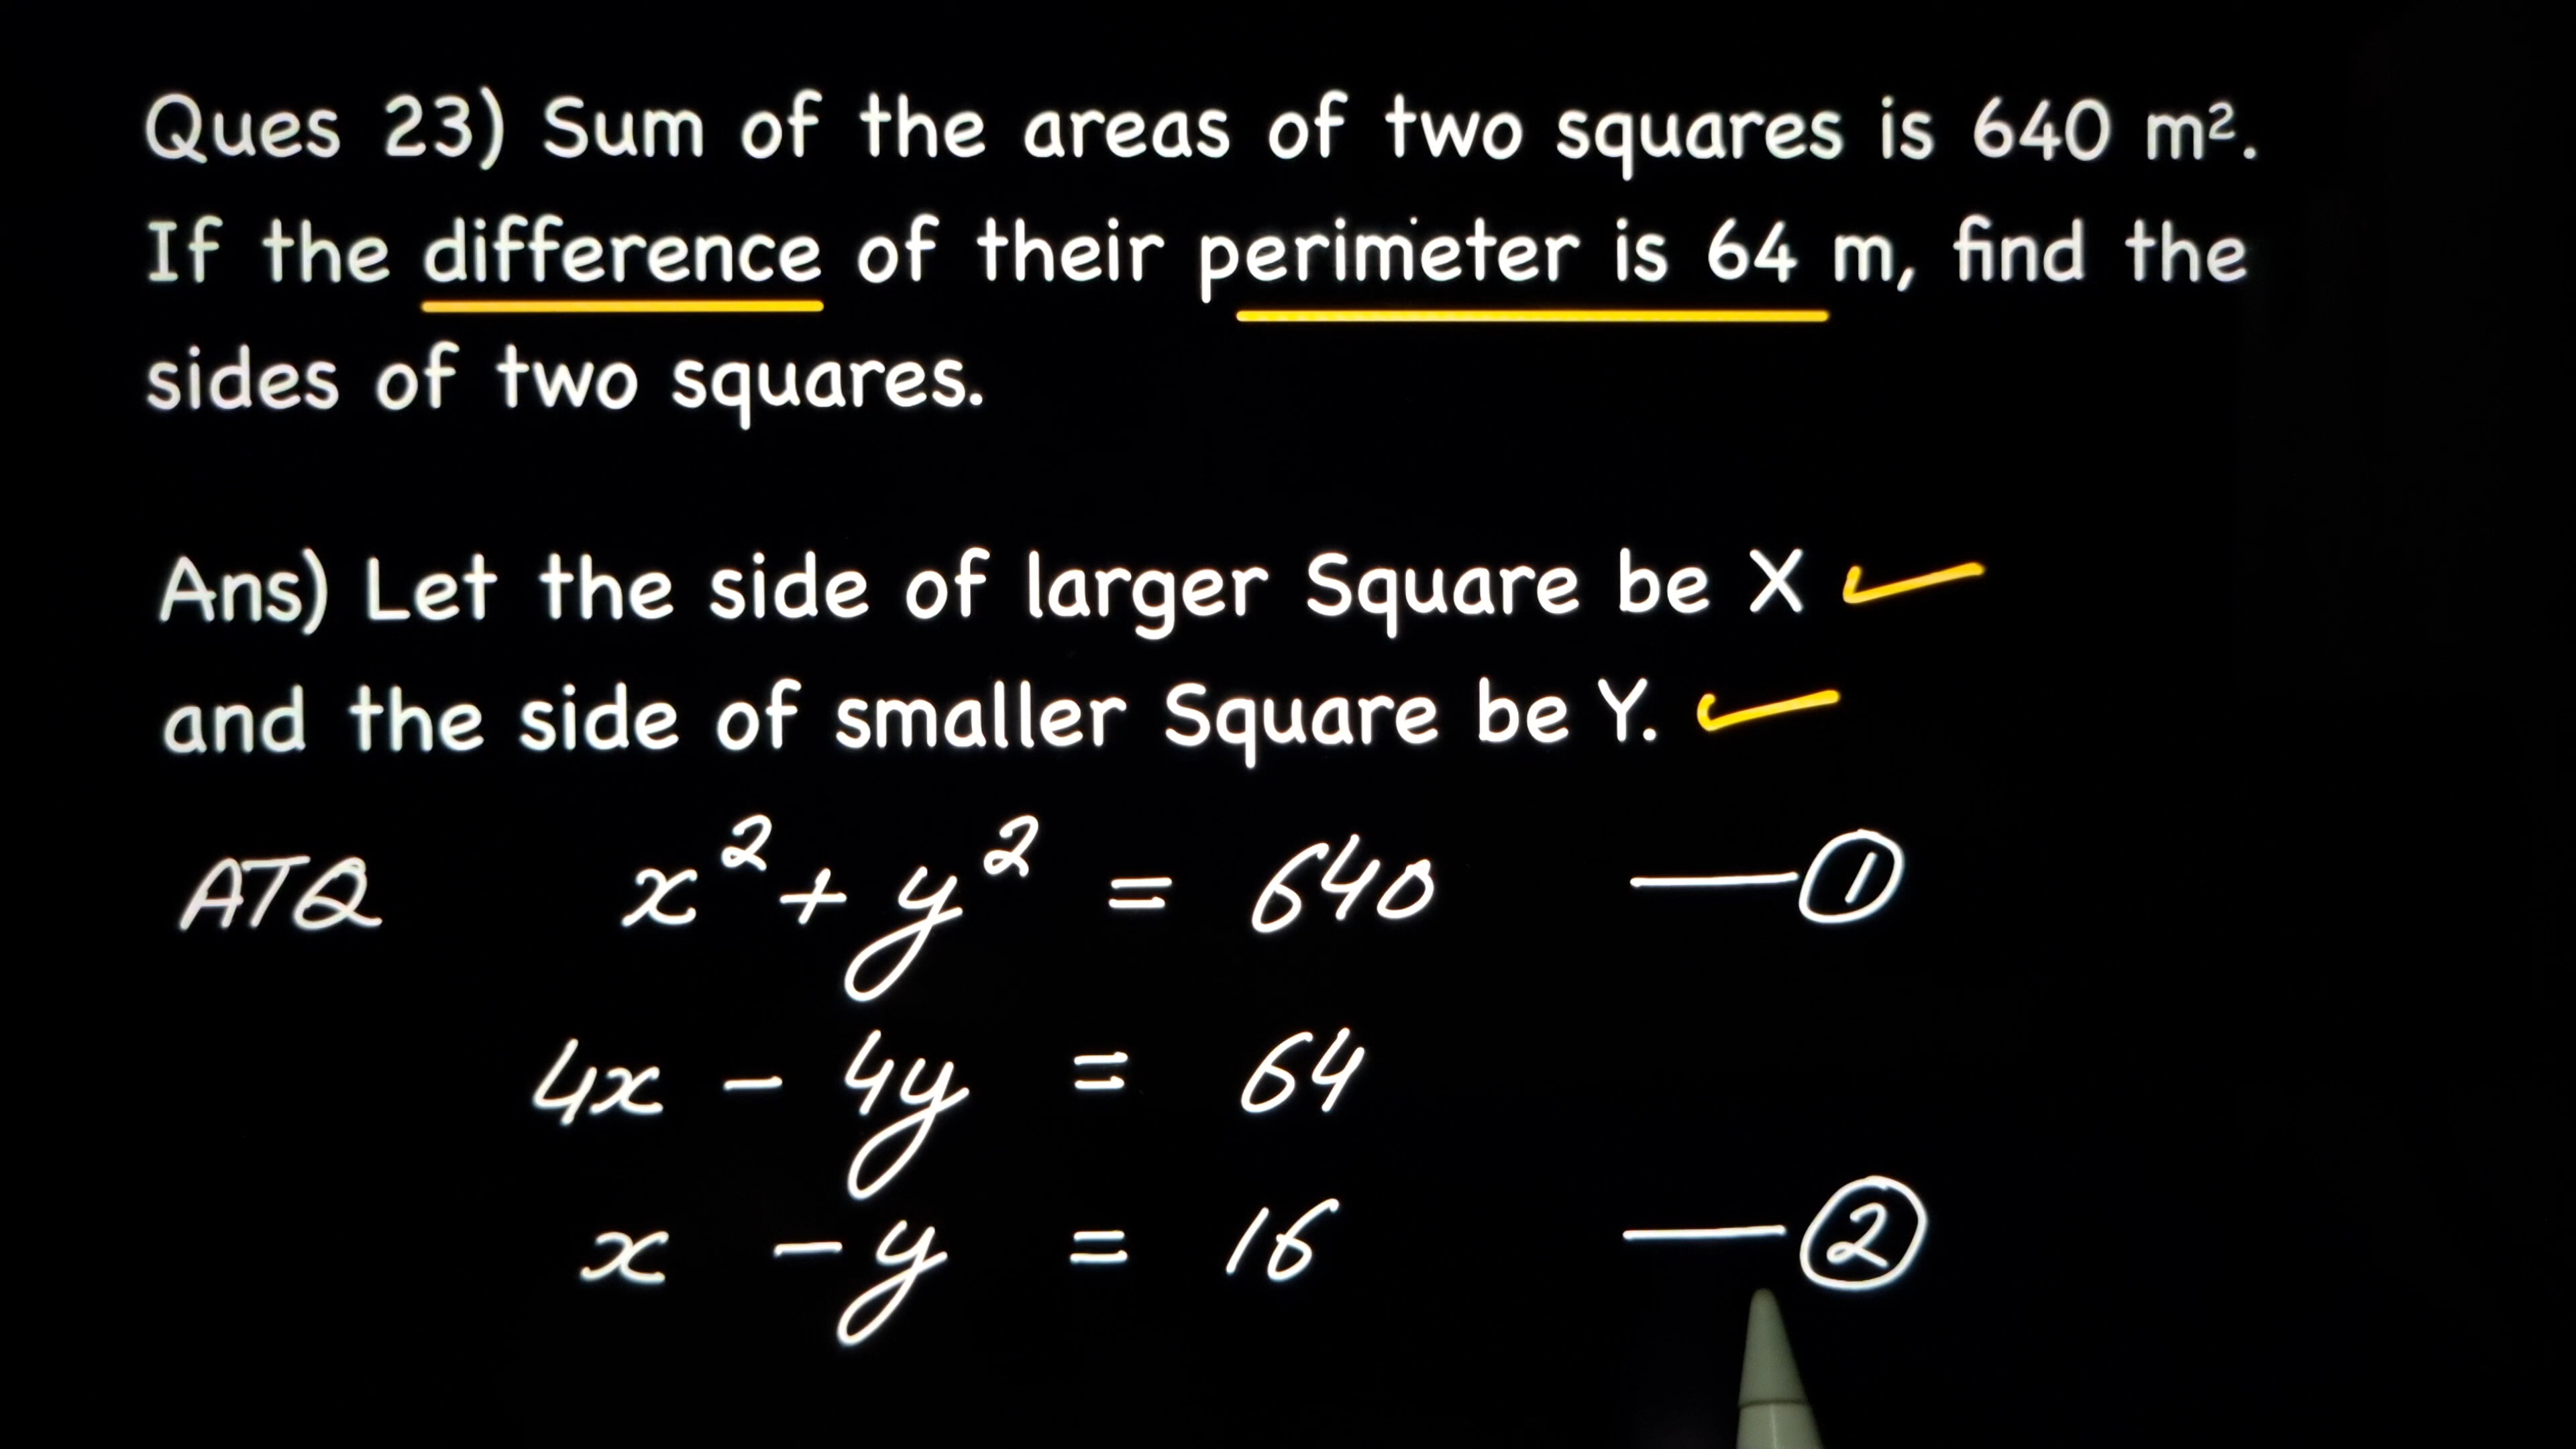 Ques 23) Sum of the areas of two squares is 640 m².
If the difference of their perimeter is 64 m, find the
sides of two squares.
Ans) Let the side of larger Square be X
and the side of smaller Square be Y.
ATQ x² + y² = 640 —①
4x - 4y = 64
x - y = 16 —②